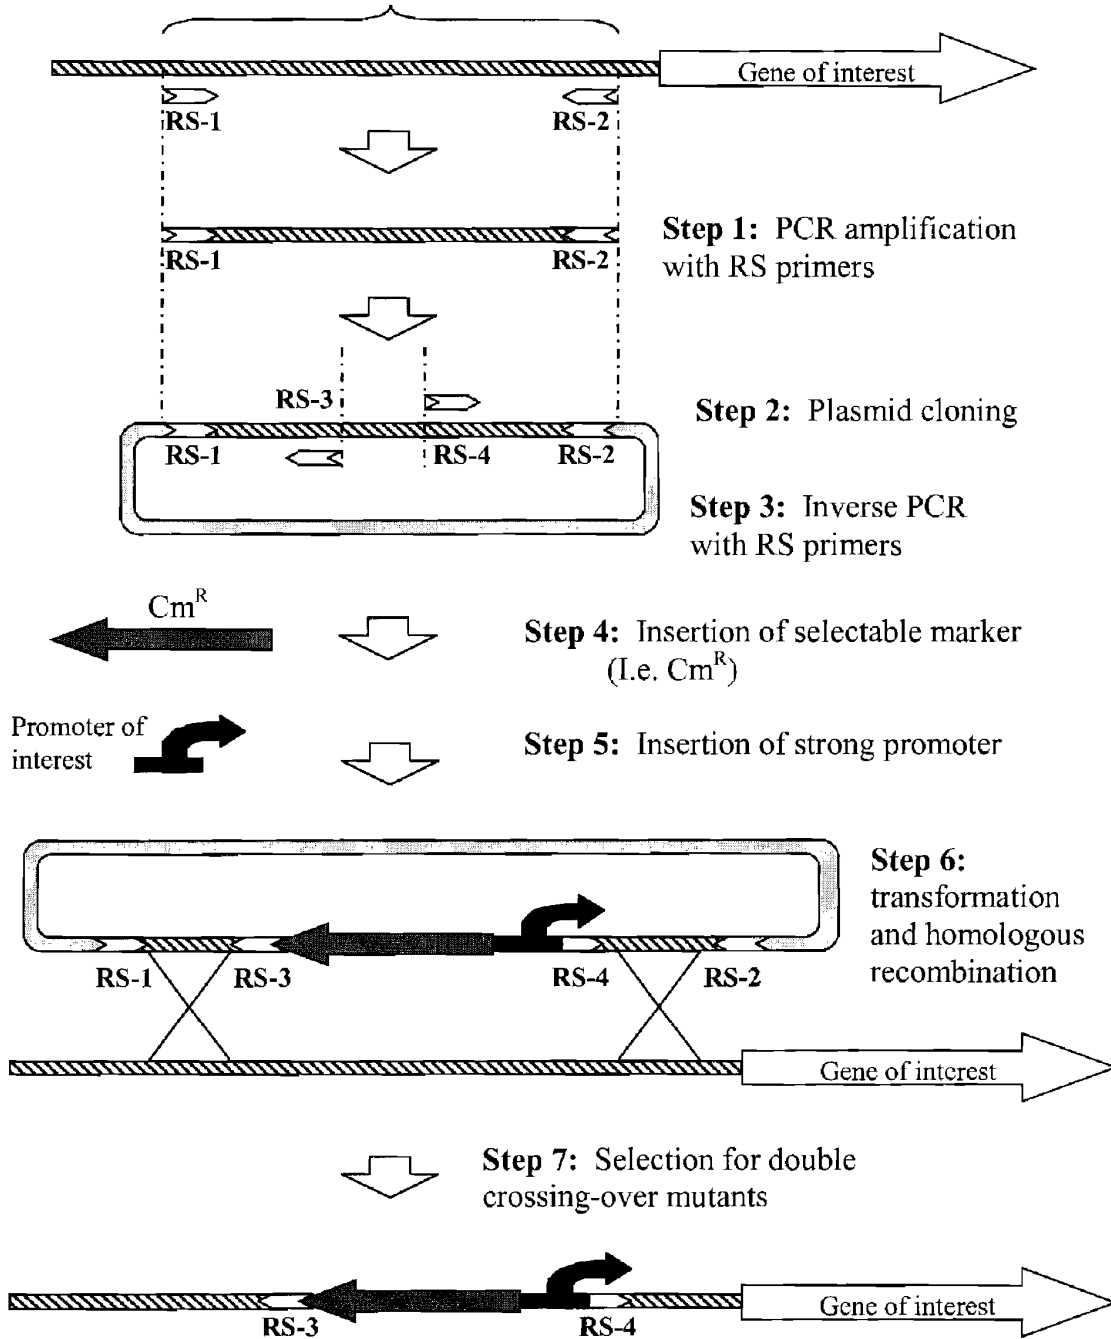 Gene of interest
RS-1
RS-2
Step 1: PCR amplification
with RS primers
RS-1
RS-2
RS-3
Step 2: Plasmid cloning
RS-1
RS-4
RS-2
Step 3: Inverse PCR
with RS primers
Cm^R
Step 4: Insertion of selectable marker
(I.e. Cm^R)
Promoter of
interest
Step 5: Insertion of strong promoter
Step 6:
transformation
and homologous
recombination
RS-1
RS-3
RS-4
RS-2
Gene of interest
Step 7: Selection for double
crossing-over mutants
Gene of interest
RS-3
RS-4